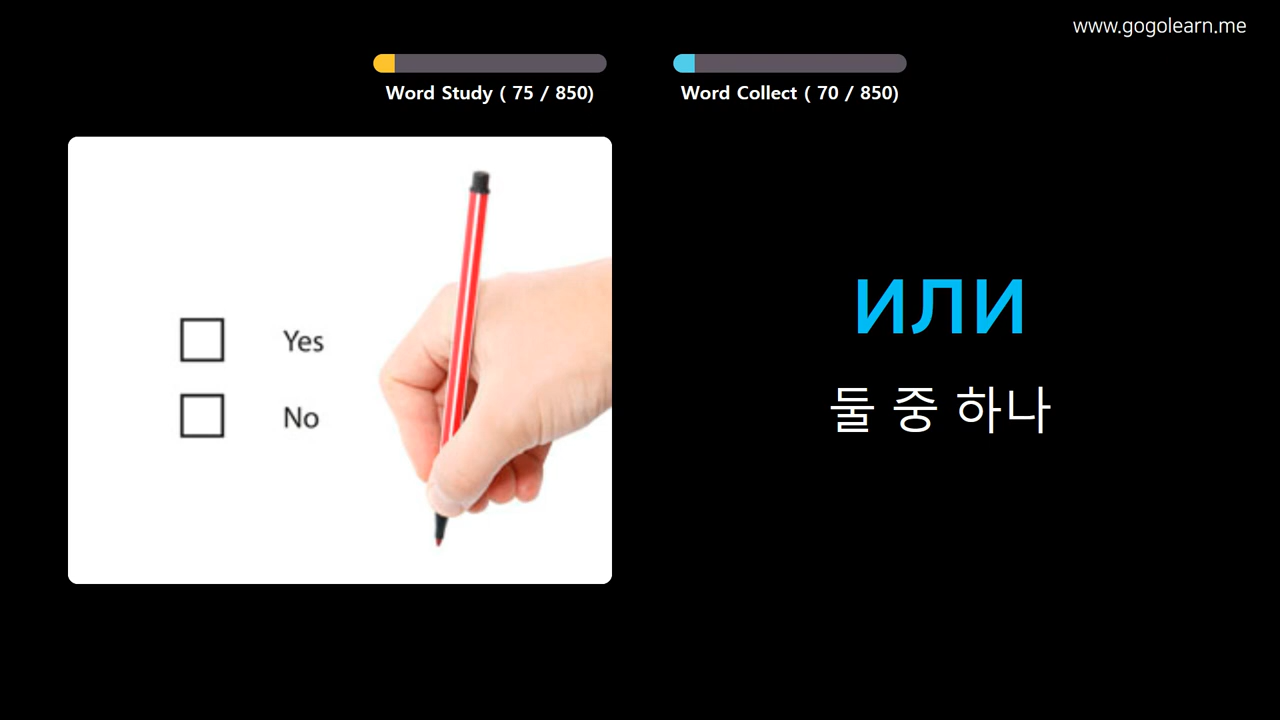 www.gogolearn.me
Word Study ( 75 / 850)
Word Collect ( 70 / 850)
Yes
No
или
둘 중 하나